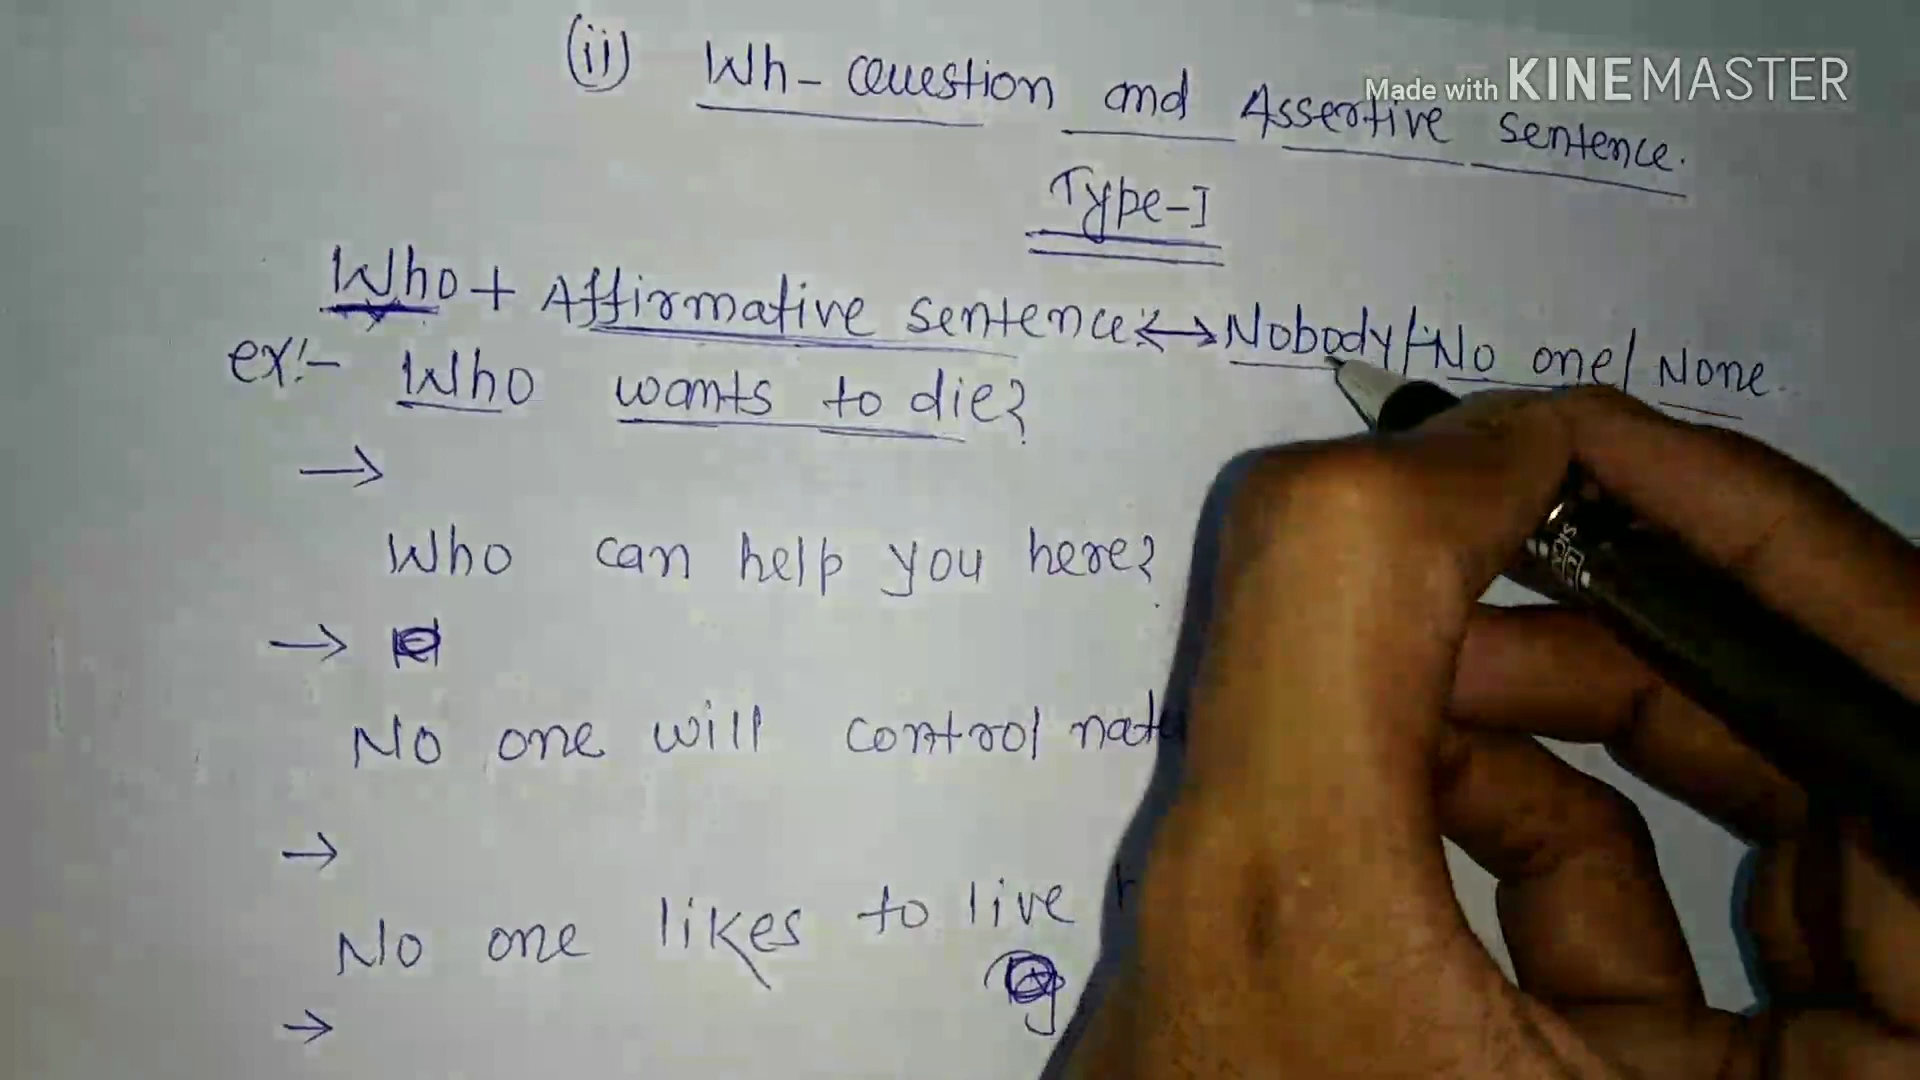 (ii) Wh- Question and Assertive sentence.
Made with KINEMASTER
Type-I
Who + Affirmative sentence ↔ Nobody/No one/None
ex:- Who wants to die?
→
Who can help you here?
→
No one will control
→
No one likes to live
→